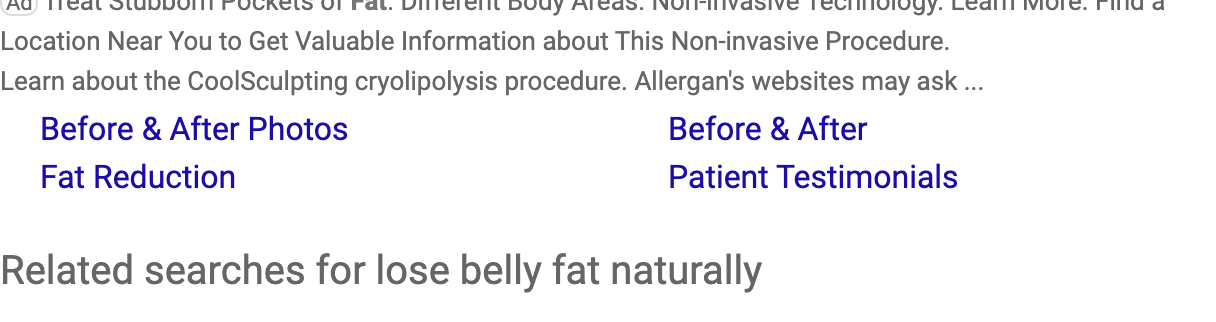 Ad Treat Stubborn Pockets of Fat. Different Body Areas. Non-invasive Technology. Learn More. Find a
Location Near You to Get Valuable Information about This Non-invasive Procedure.
Learn about the CoolSculpting cryolipolysis procedure. Allergan's websites may ask ...
Before & After Photos
Before & After
Fat Reduction
Patient Testimonials
Related searches for lose belly fat naturally